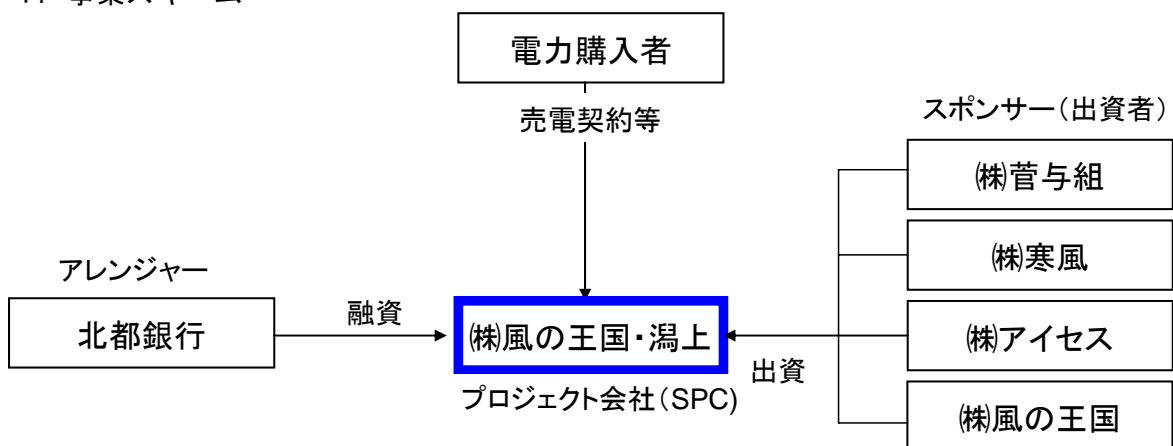 電力購入者
売電契約等
スポンサー(出資者)
㈱菅与組
㈱寒風
アレンジャー
北都銀行
融資
㈱風の王国・潟上
㈱アイセス
出資
プロジェクト会社(SPC)
㈱風の王国